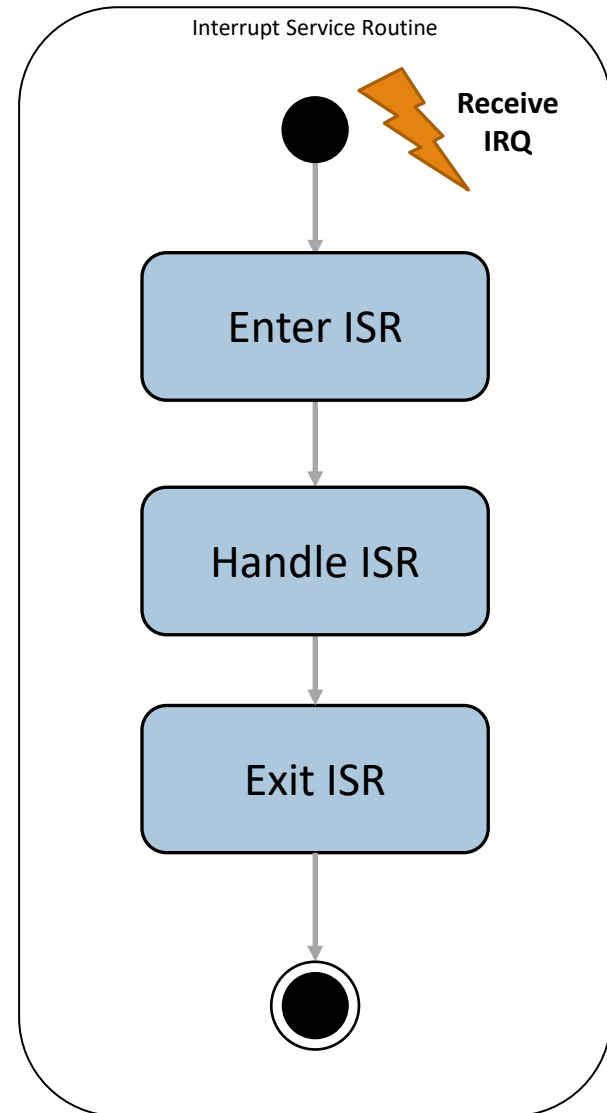 Interrupt Service Routine
Receive
IRQ
Enter ISR
Handle ISR
Exit ISR